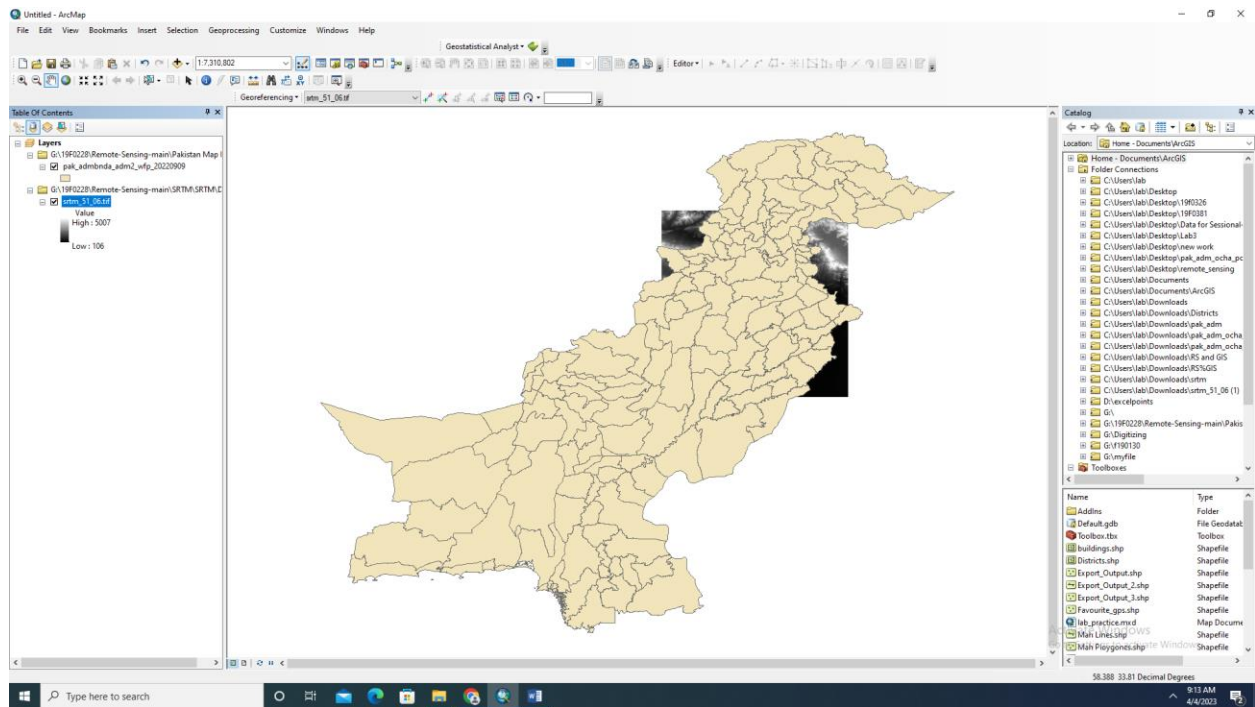 Untitled - ArcMap
File Edit View Bookmarks Insert Selection Geoprocessing Customize Windows Help
Geostatistical Analyst
1:7,310,802
Editor
Georeferencing srtm_51_06.tif
Table Of Contents
Layers
G:\19F0228\Remote-Sensing-main\Pakistan Map
pak_admbnda_adm2_wfp_20220909
G:\19F0228\Remote-Sensing-main\SRTM\SRTM\D
srtm_51_06.tif
Value
High : 5007
Low : 106
Catalog
Location: Home - Documents\ArcGIS
Home - Documents\ArcGIS
Folder Connections
C:\Users\lab
C:\Users\lab\Desktop
C:\Users\lab\Desktop\19f0326
C:\Users\lab\Desktop\19F0381
C:\Users\lab\Desktop\Data for Sessional-
C:\Users\lab\Desktop\Lab3
C:\Users\lab\Desktop\new work
C:\Users\lab\Desktop\pak_adm_ocha_pc
C:\Users\lab\Desktop\remote_sensing
C:\Users\lab\Documents
C:\Users\lab\Documents\ArcGIS
C:\Users\lab\Downloads
C:\Users\lab\Downloads\Districts
C:\Users\lab\Downloads\pak_adm
C:\Users\lab\Downloads\pak_adm_ocha
C:\Users\lab\Downloads\pak_adm_ocha
C:\Users\lab\Downloads\RS and GIS
C:\Users\lab\Downloads\RS%GIS
C:\Users\lab\Downloads\srtm
C:\Users\lab\Downloads\srtm_51_06 (1)
D:\excelpoints
G:\
G:\19F0228\Remote-Sensing-main\Pakis
G:\Digitizing
G:\f190130
G:\myfile
Toolboxes
Name Type
AddIns Folder
Default.gdb File Geodatab
Toolbox.tbx Toolbox
buildings.shp Shapefile
Districts.shp Shapefile
Export_Output.shp Shapefile
Export_Output_2.shp Shapefile
Export_Output_3.shp Shapefile
Favourite_gps.shp Shapefile
lab_practice.mxd Map Docume
Mah Lines.shp Shapefile
Mah Ploygones.shp Shapefile
58.388 33.81 Decimal Degrees
Type here to search
9:13 AM
4/4/2023